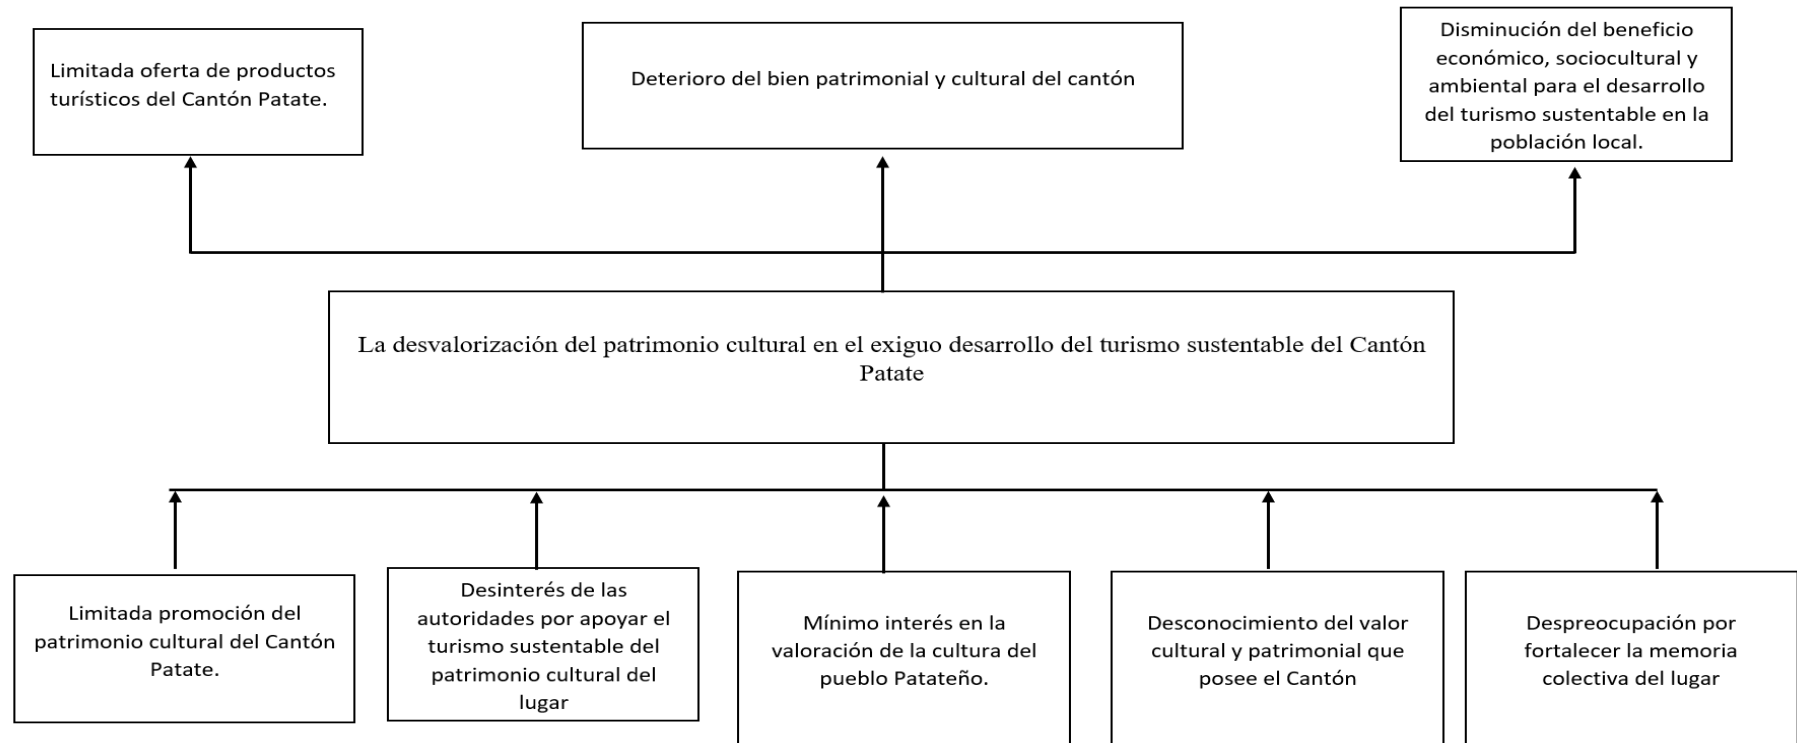 Limitada oferta de productos
turísticos del Cantón Patate.
Deterioro del bien patrimonial y cultural del cantón
Disminución del beneficio
económico, sociocultural y
ambiental para el desarrollo
del turismo sustentable en la
población local.
La desvalorización del patrimonio cultural en el exiguo desarrollo del turismo sustentable del Cantón
Patate
Limitada promoción del
patrimonio cultural del Cantón
Patate.
Desinterés de las
autoridades por apoyar el
turismo sustentable del
patrimonio cultural del
lugar
Mínimo interés en la
valoración de la cultura del
pueblo Patateño.
Desconocimiento del valor
cultural y patrimonial que
posee el Cantón
Despreocupación por
fortalecer la memoria
colectiva del lugar